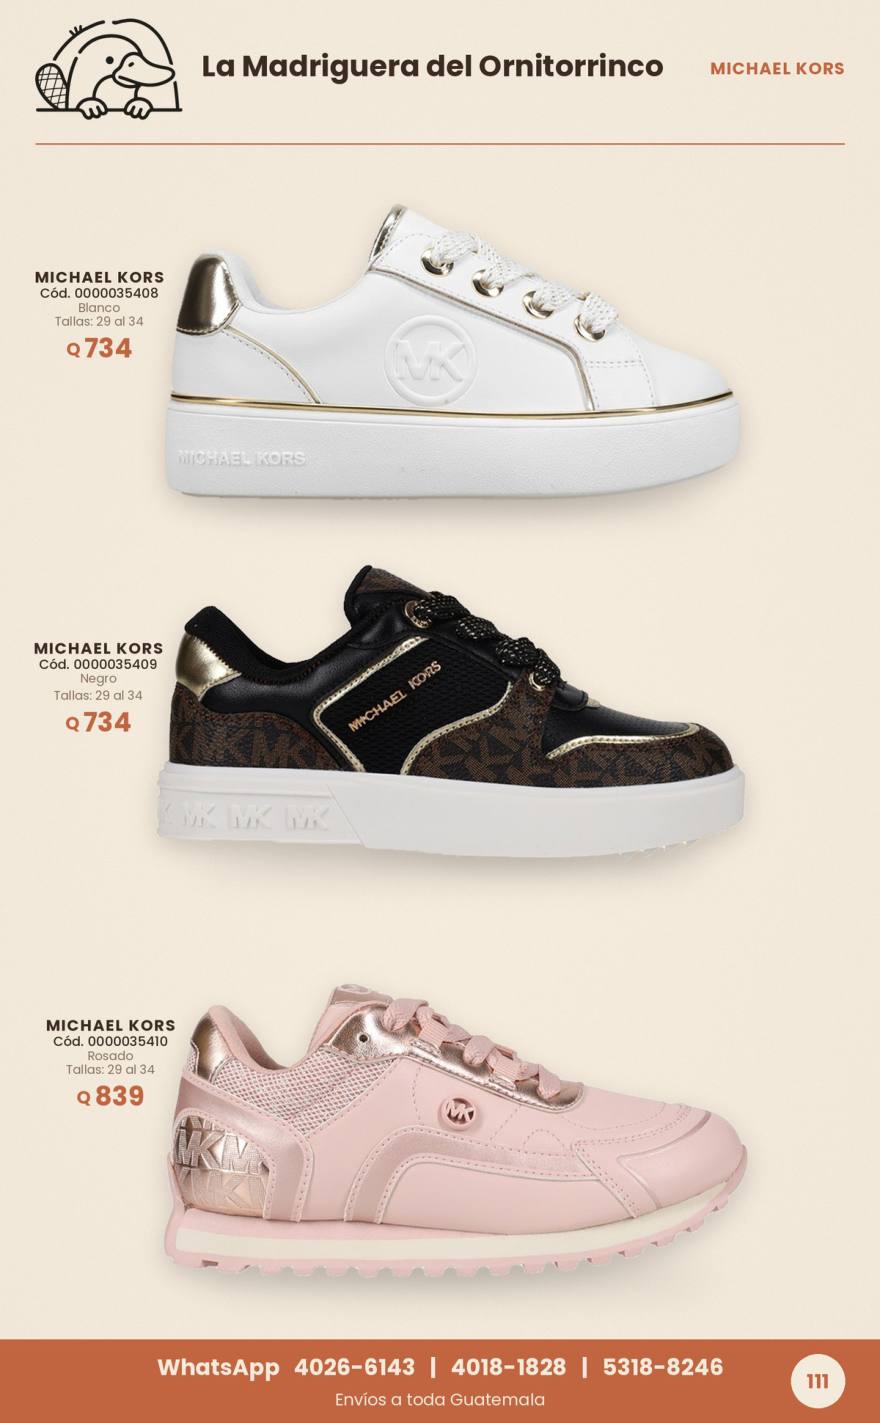 La Madriguera del Ornitorrinco
MICHAEL KORS
MICHAEL KORS
Cód. 0000035408
Blanco
Tallas: 29 al 34
Q734
MK
MICHAEL KORS
MICHAEL KORS
Cód. 0000035409
Negro
Tallas: 29 al 34
Q734
MICHAEL KORS
MK MK MK
MICHAEL KORS
Cód. 0000035410
Rosado
Tallas: 29 al 34
Q839
MK
MKM
WhatsApp 4026-6143 | 4018-1828 | 5318-8246
Envíos a toda Guatemala
111